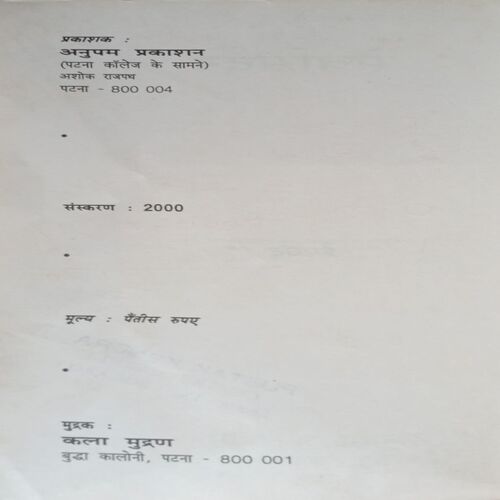 प्रकाशक :
अनुपम प्रकाशन
(पटना कॉलेज के सामने)
अशोक राजपथ
पटना - 800 004
संस्करण : 2000
मूल्य : पैंतीस रुपए
मुद्रक :
कला मुद्रण
बुद्धा कालोनी, पटना - 800 001